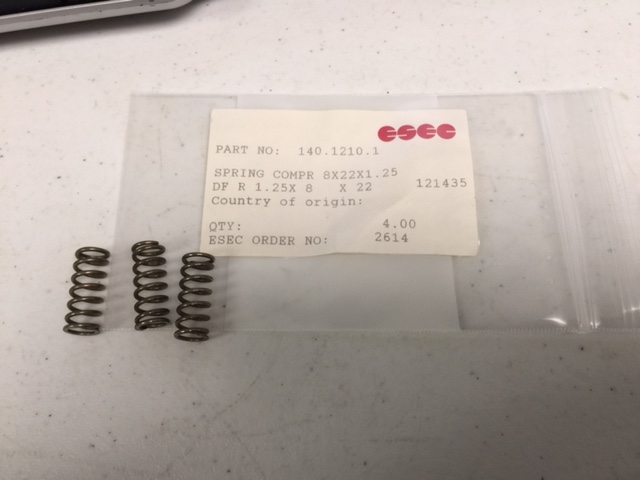 esec
PART NO: 140.1210.1
SPRING COMPR 8X22X1.25
DF R 1.25X 8 X 22 121435
Country of origin:
QTY: 4.00
ESEC ORDER NO: 2614